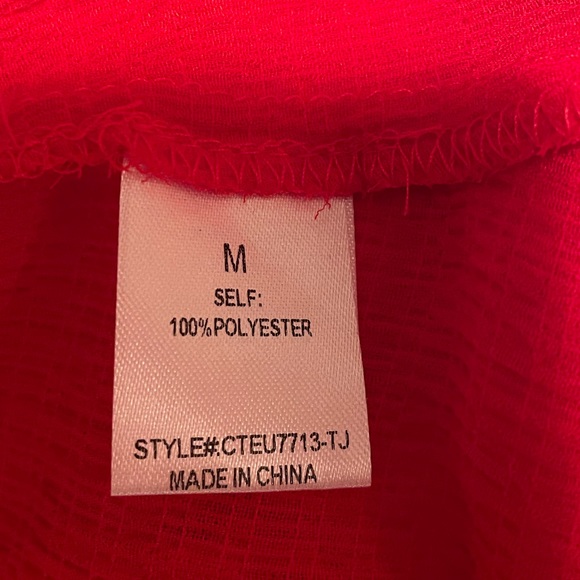 M
SELF:
100%POLYESTER
STYLE#:CTEU7713-TJ
MADE IN CHINA